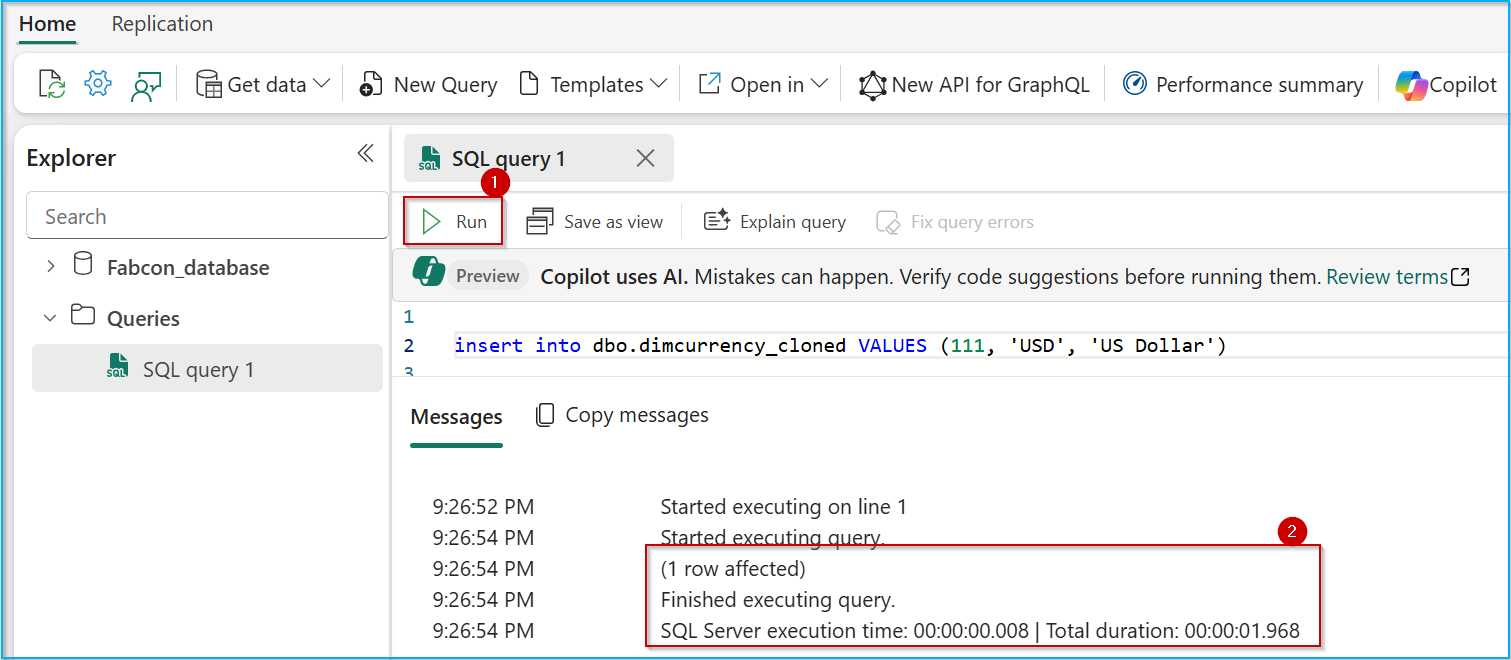 Home Replication
Get data New Query Templates Open in New API for GraphQL Performance summary Copilot
Explorer
Search
Fabcon_database
Queries
SQL SQL query 1
SQL SQL query 1
1
Run Save as view Explain query Fix query errors
Preview Copilot uses AI. Mistakes can happen. Verify code suggestions before running them. Review terms
1
2 insert into dbo.dimcurrency_cloned VALUES (111, 'USD', 'US Dollar')
3
Messages Copy messages
9:26:52 PM Started executing on line 1
9:26:54 PM Started executing query.
2
9:26:54 PM (1 row affected)
9:26:54 PM Finished executing query.
9:26:54 PM SQL Server execution time: 00:00:00.008 | Total duration: 00:00:01.968